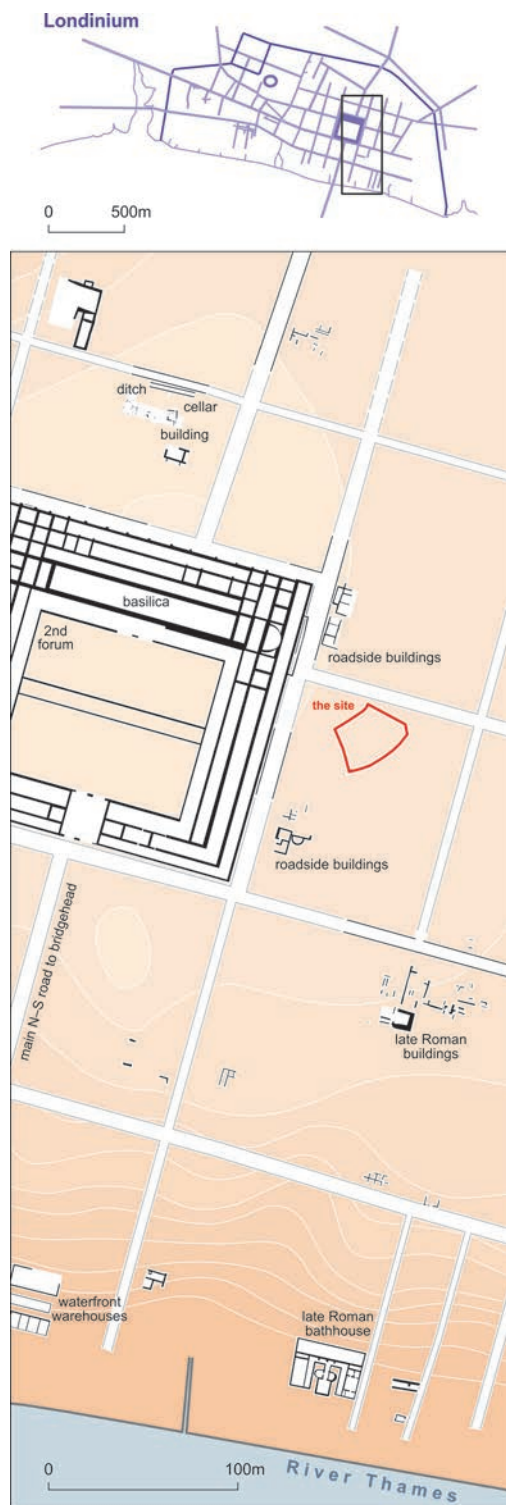 Londinium
0 500m
ditch
cellar
building
basilica
2nd
forum
roadside buildings
the site
roadside buildings
main N–S road to bridgehead
late Roman
buildings
waterfront
warehouses
late Roman
bathhouse
0 100m
River Thames